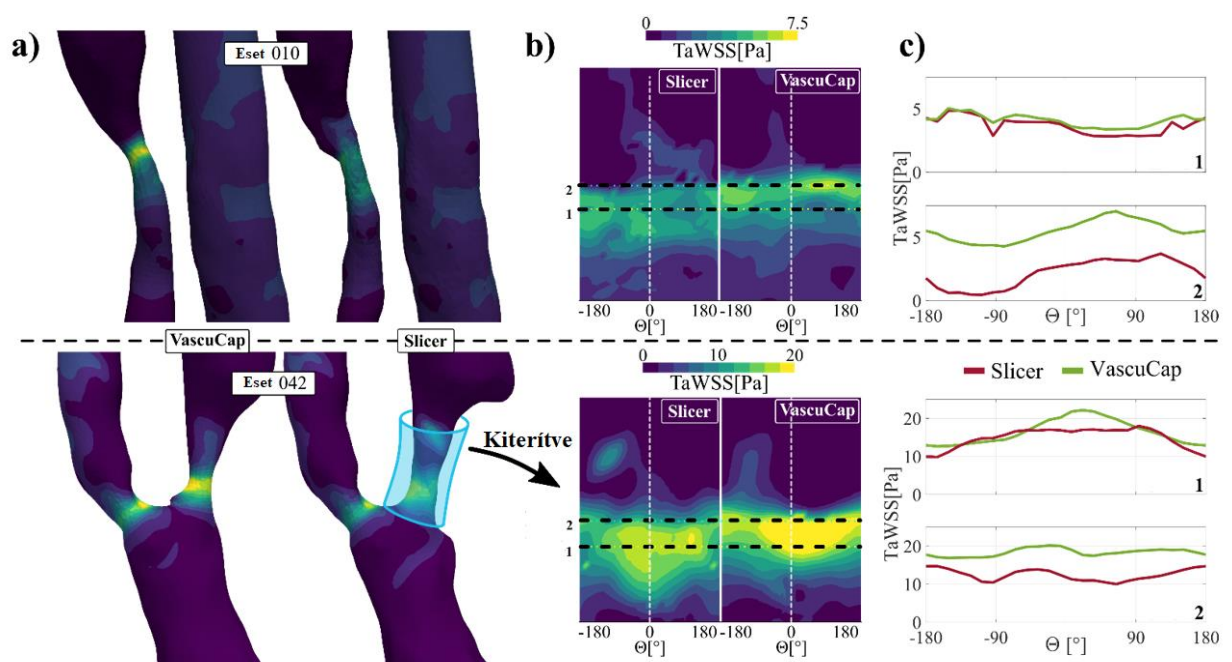 a)
Eset 010
VascuCap
Slicer
Eset 042
Kiterítve
b)
0 7.5
TaWSS[Pa]
Slicer VascuCap
2
1
-180 0 180 -180 0 180
Θ[°] Θ[°]
0 10 20
TaWSS[Pa]
Slicer VascuCap
2
1
-180 0 180 -180 0 180
Θ[°] Θ[°]
c)
TaWSS[Pa]
5
0
1
5
0
2
-180 -90 Θ [°] 90 180
Slicer VascuCap
TaWSS[Pa]
20
10
0
1
20
10
0
2
-180 -90 Θ [°] 90 180